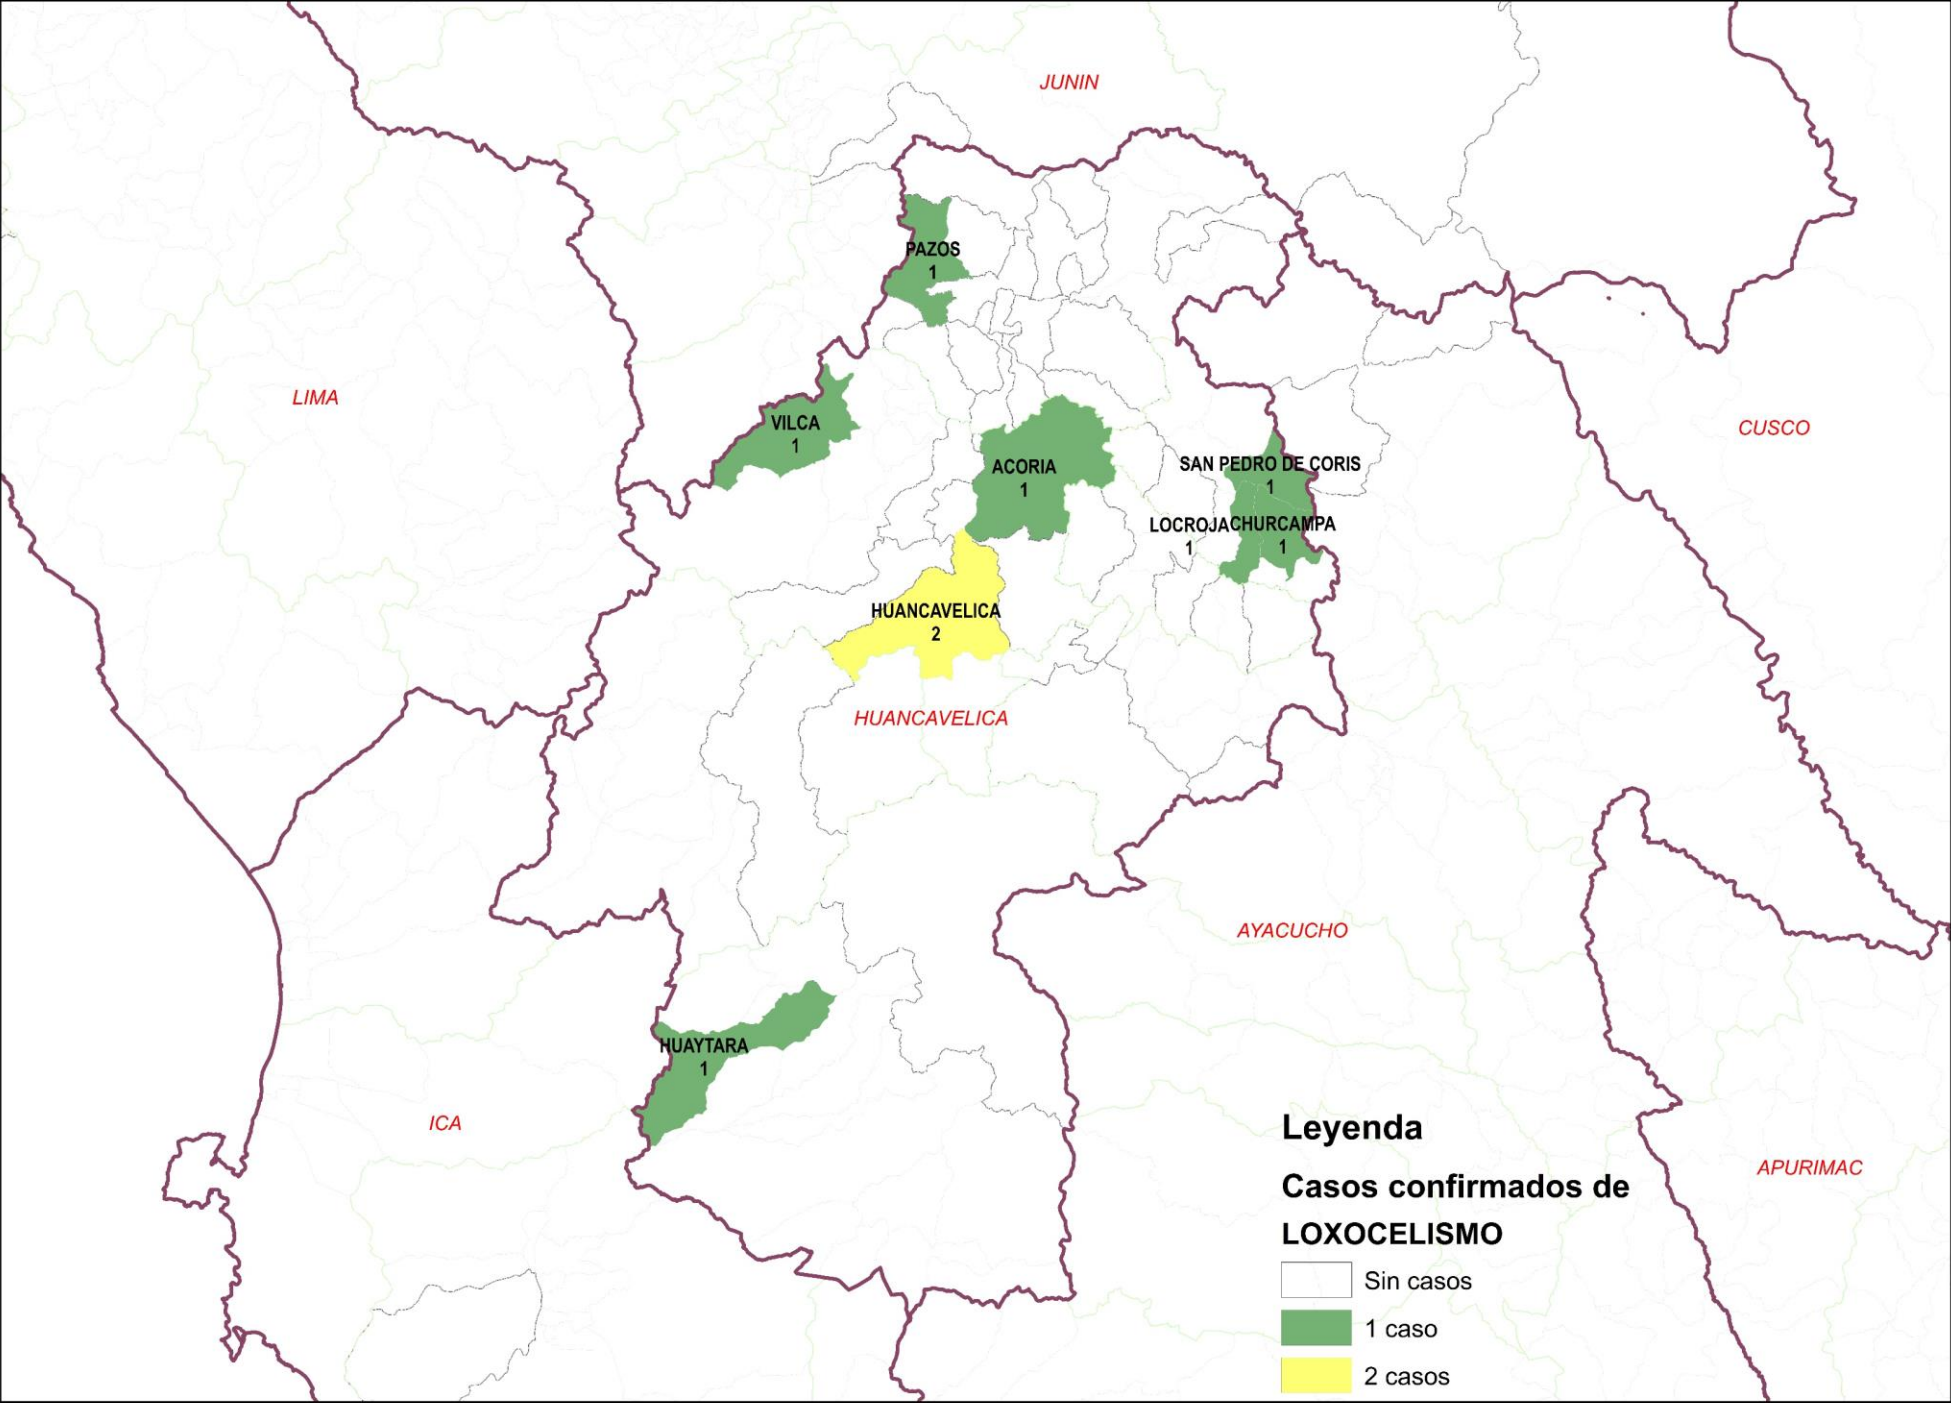 JUNIN
PAZOS
1
LIMA
VILCA
1
CUSCO
ACORIA
1
SAN PEDRO DE CORIS
1
LOCROJA
1
CHURCAMPA
1
HUANCAVELICA
2
HUANCAVELICA
AYACUCHO
HUAYTARA
1
ICA
APURIMAC
Leyenda
Casos confirmados de
LOXOCELISMO
Sin casos
1 caso
2 casos